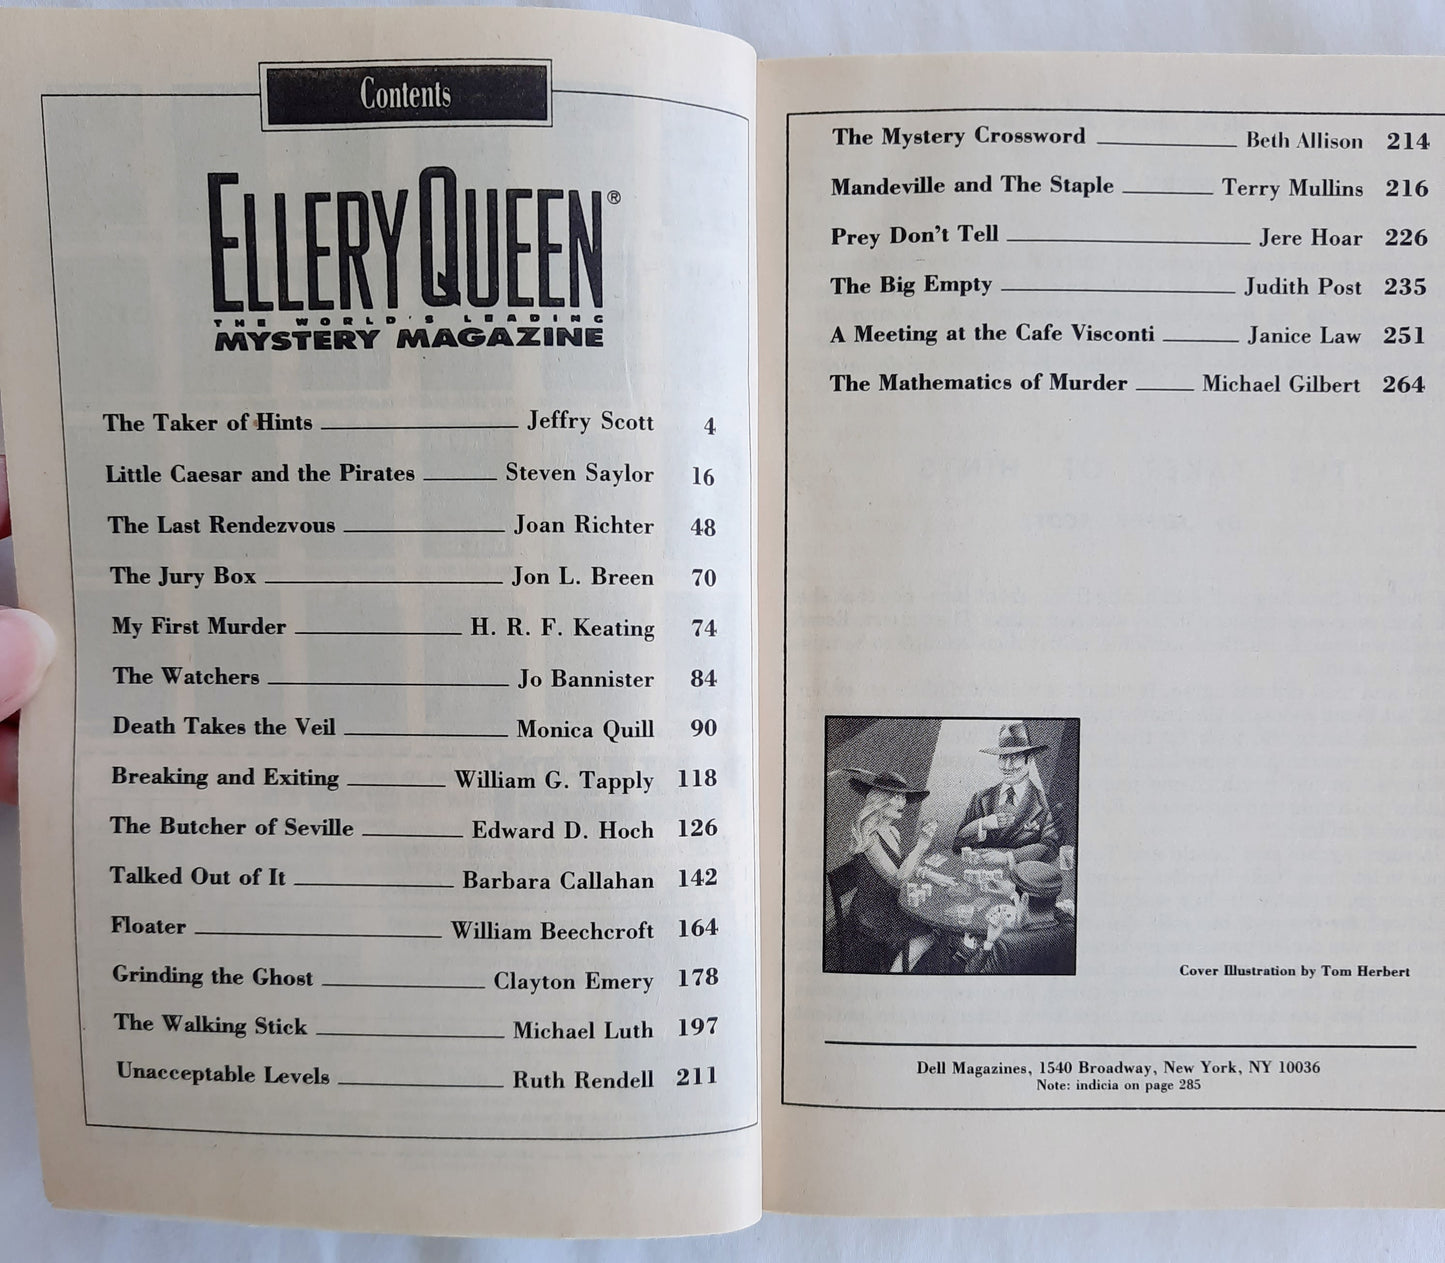 Contents
ELLERY QUEEN®
THE WORLD'S LEADING
MYSTERY MAGAZINE
The Taker of Hints Jeffry Scott 4
Little Caesar and the Pirates Steven Saylor 16
The Last Rendezvous Joan Richter 48
The Jury Box Jon L. Breen 70
My First Murder H. R. F. Keating 74
The Watchers Jo Bannister 84
Death Takes the Veil Monica Quill 90
Breaking and Exiting William G. Tapply 118
The Butcher of Seville Edward D. Hoch 126
Talked Out of It Barbara Callahan 142
Floater William Beechcroft 164
Grinding the Ghost Clayton Emery 178
The Walking Stick Michael Luth 197
Unacceptable Levels Ruth Rendell 211
The Mystery Crossword Beth Allison 214
Mandeville and The Staple Terry Mullins 216
Prey Don't Tell Jere Hoar 226
The Big Empty Judith Post 235
A Meeting at the Cafe Visconti Janice Law 251
The Mathematics of Murder Michael Gilbert 264
Cover Illustration by Tom Herbert
Dell Magazines, 1540 Broadway, New York, NY 10036
Note: indicia on page 285